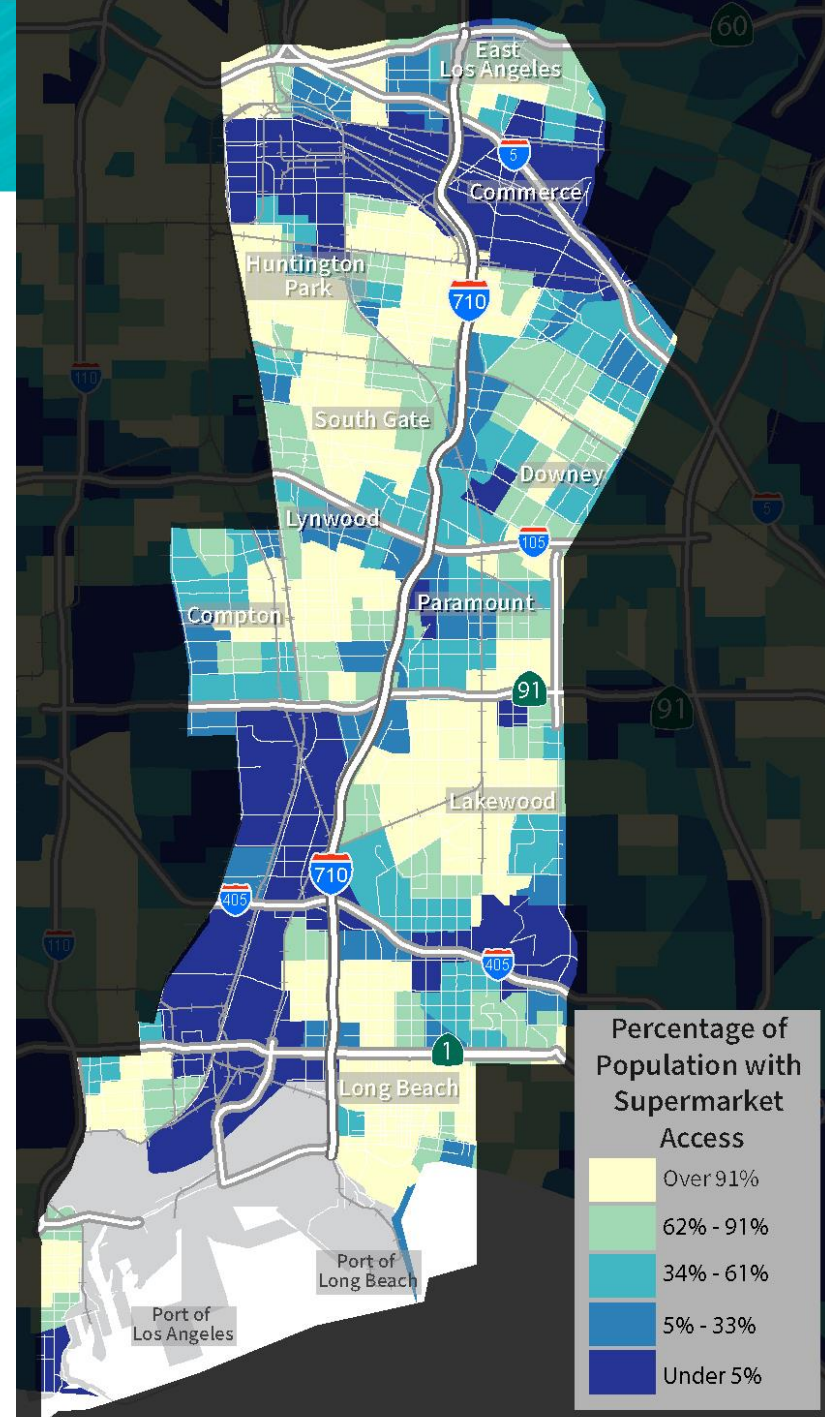 60
East
Los Angeles
5
Commerce
Huntington
Park
710
110
South Gate
Downey
5
Lynwood
105
Compton
Paramount
91
91
Lakewood
710
405
110
405
1
Long Beach
Port of
Long Beach
Port of
Los Angeles
Percentage of
Population with
Supermarket
Access
Over 91%
62% - 91%
34% - 61%
5% - 33%
Under 5%